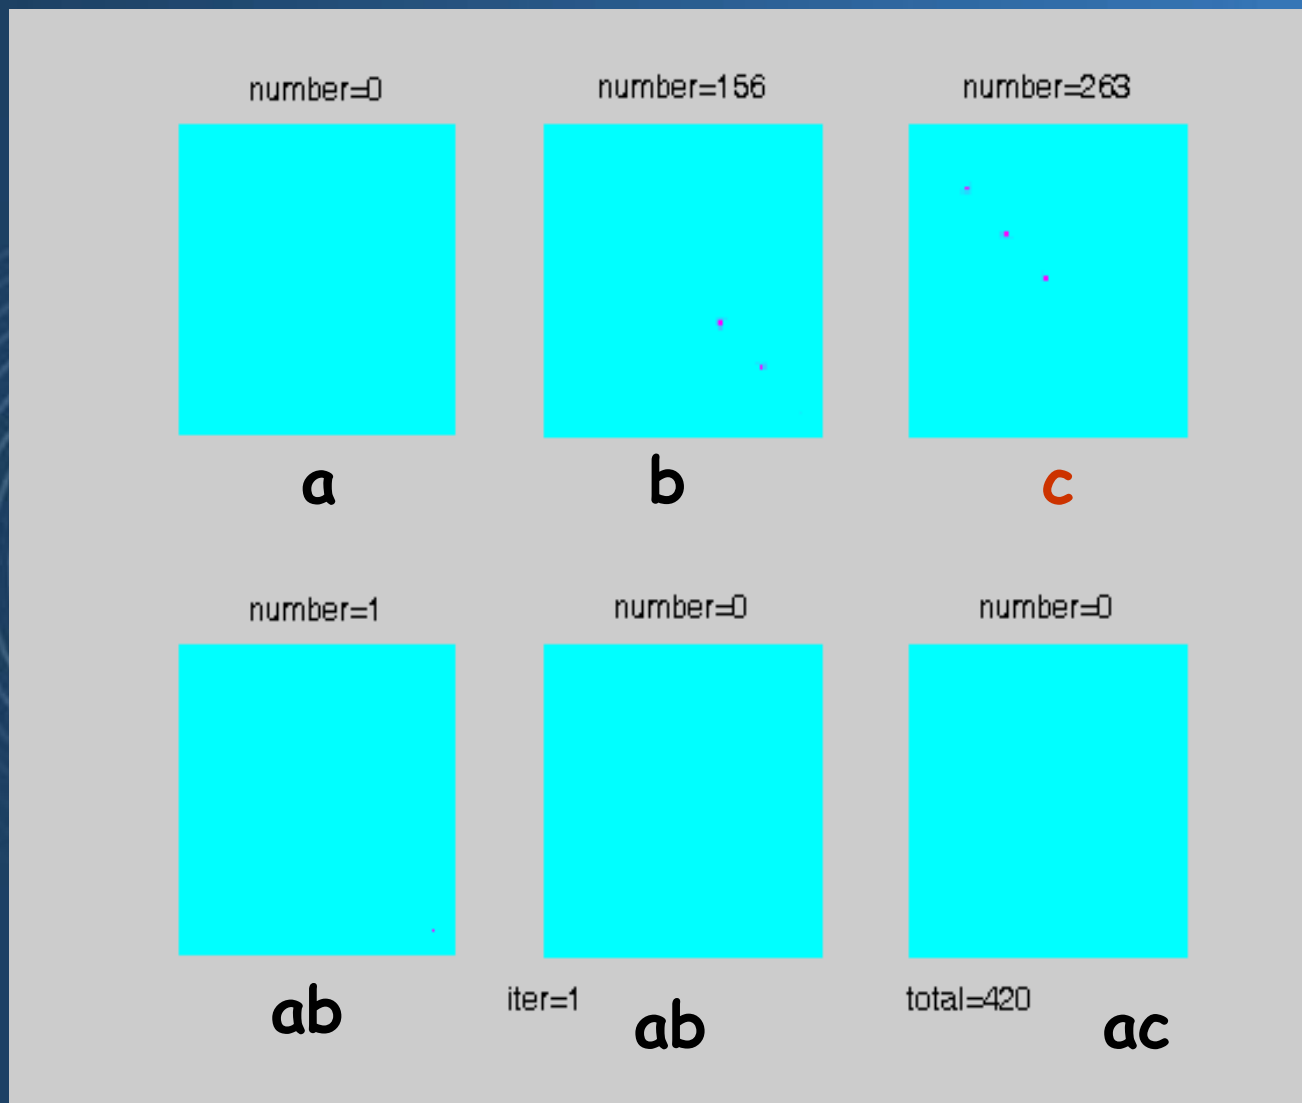 number=0
number=156
number=263
a
b
c
number=1
number=0
number=0
ab
iter=1
ab
total=420
ac